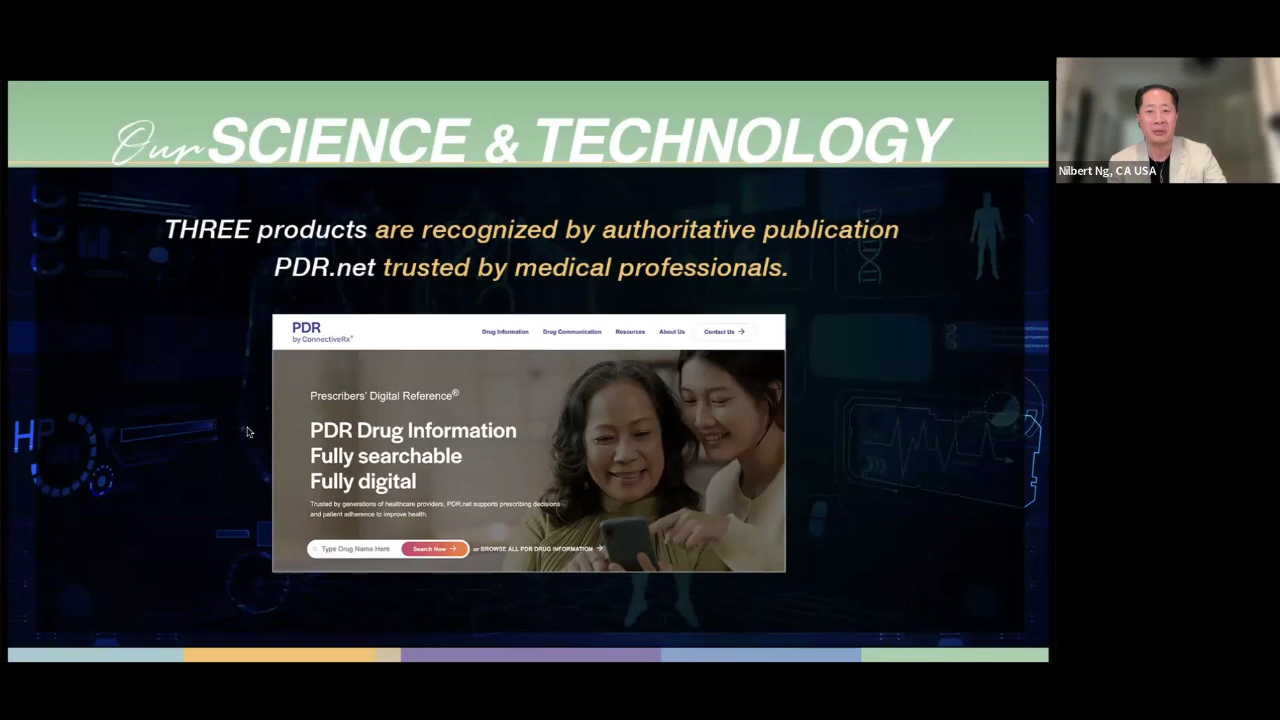 Our SCIENCE & TECHNOLOGY
THREE products are recognized by authoritative publication
PDR.net trusted by medical professionals.
PDR
by ConnectiveRx®
Drug Information
Drug Communication
Resources
About Us
Contact Us
Prescribers' Digital Reference®
PDR Drug Information
Fully searchable
Fully digital
Trusted by generations of healthcare providers, PDR.net supports prescribing decisions
and patient adherence to improve health.
Type Drug Name Here
Search Now
or BROWSE ALL PDR DRUG INFORMATION
HP
Nilbert Ng, CA USA